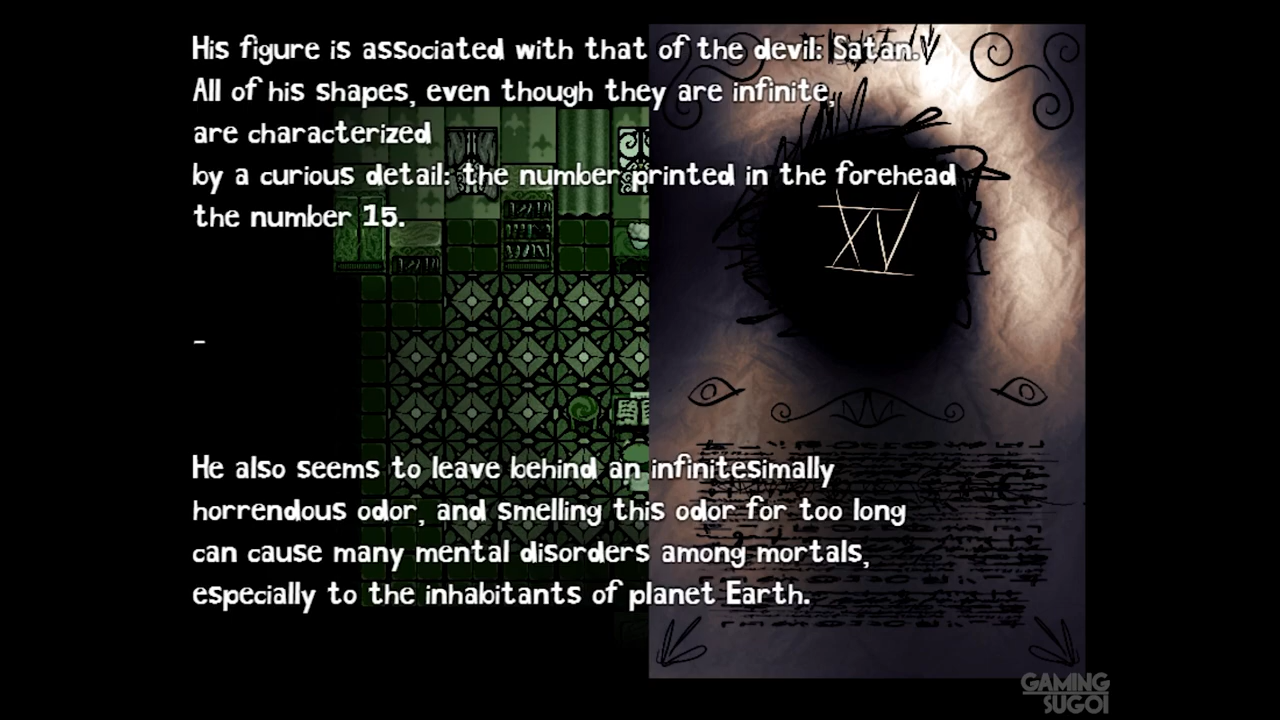 His figure is associated with that of the devil: Satan.
All of his shapes, even though they are infinite,
are characterized
by a curious detail: the number printed in the forehead
the number 15.
XV
-
He also seems to leave behind an infinitesimally
horrendous odor, and smelling this odor for too long
can cause many mental disorders among mortals,
especially to the inhabitants of planet Earth.
GAMING
SUGOI